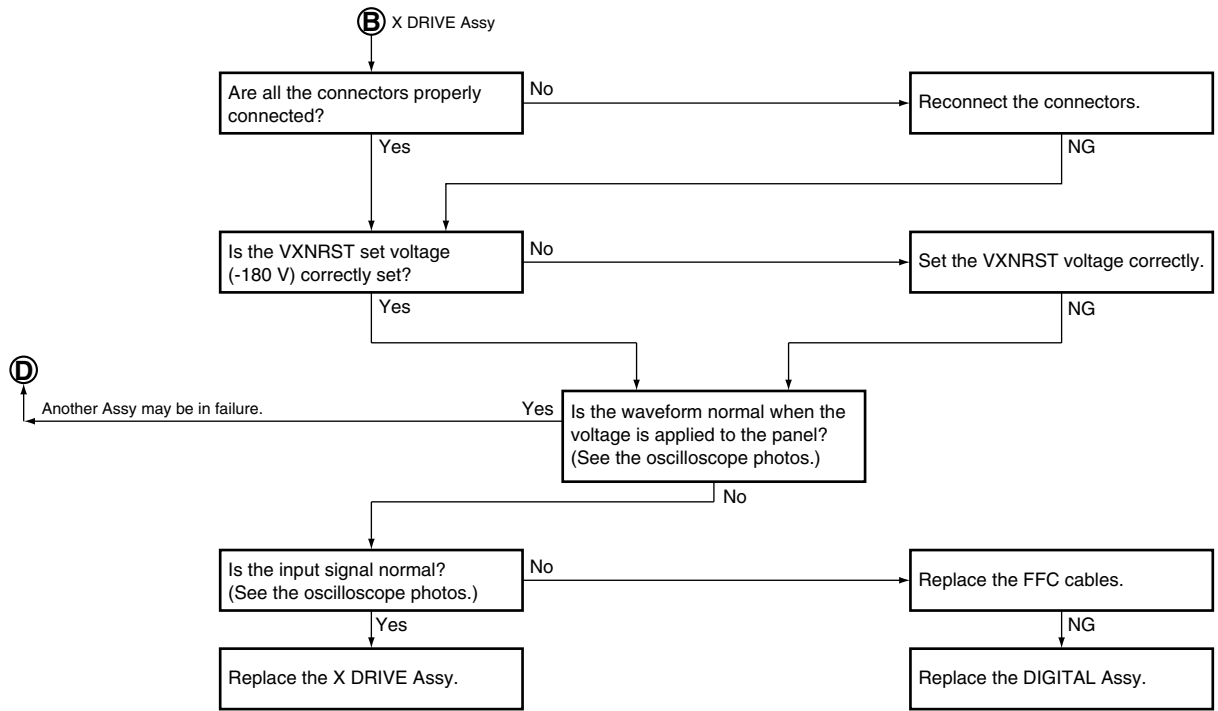 B X DRIVE Assy
Are all the connectors properly
connected?
No
Reconnect the connectors.
Yes
NG
Is the VXNRST set voltage
(-180 V) correctly set?
No
Set the VXNRST voltage correctly.
Yes
NG
D
Another Assy may be in failure.
Yes
Is the waveform normal when the
voltage is applied to the panel?
(See the oscilloscope photos.)
No
Is the input signal normal?
(See the oscilloscope photos.)
No
Replace the FFC cables.
Yes
NG
Replace the X DRIVE Assy.
Replace the DIGITAL Assy.